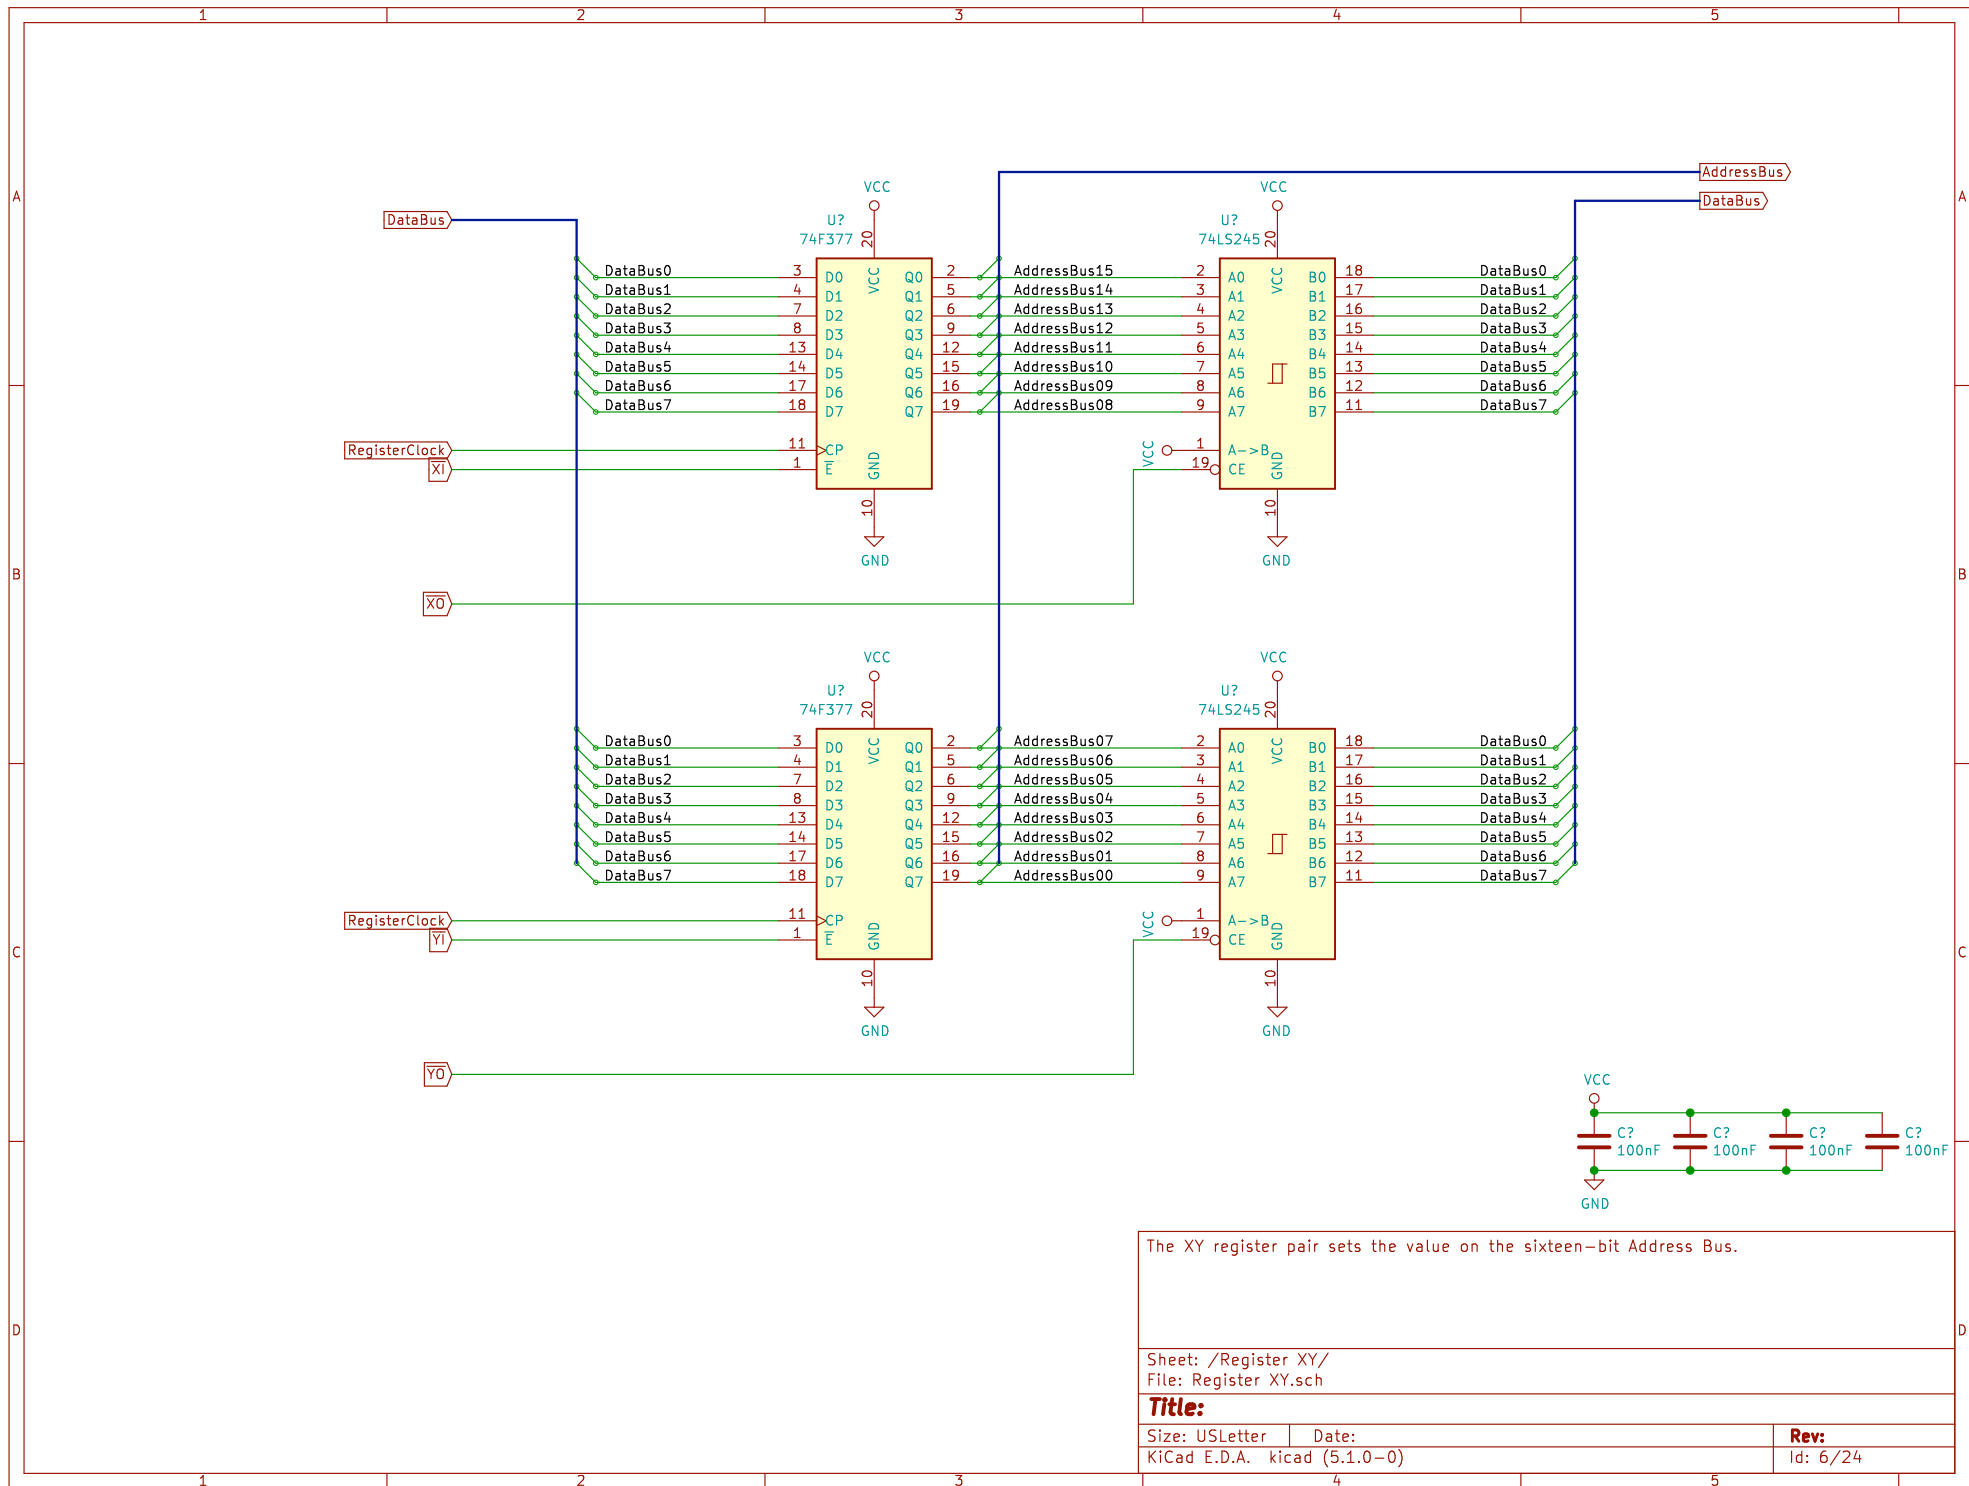 1 2 3 4 5
A A
AddressBus
DataBus
DataBus
VCC VCC
U? U?
74F377 20 74LS245 20
DataBus0 3 D0 VCC Q0 2 AddressBus15 2 A0 VCC B0 18 DataBus0
DataBus1 4 D1 Q1 5 AddressBus14 3 A1 B1 17 DataBus1
DataBus2 7 D2 Q2 6 AddressBus13 4 A2 B2 16 DataBus2
DataBus3 8 D3 Q3 9 AddressBus12 5 A3 B3 15 DataBus3
DataBus4 13 D4 Q4 12 AddressBus11 6 A4 B4 14 DataBus4
DataBus5 14 D5 Q5 15 AddressBus10 7 A5 B5 13 DataBus5
DataBus6 17 D6 Q6 16 AddressBus09 8 A6 B6 12 DataBus6
DataBus7 18 D7 Q7 19 AddressBus08 9 A7 B7 11 DataBus7
RegisterClock 11 CP VCC 1 A->B
XI 1 E GND 19 CE GND
10 10
GND GND
B B
XO
VCC VCC
U? U?
74F377 20 74LS245 20
DataBus0 3 D0 VCC Q0 2 AddressBus07 2 A0 VCC B0 18 DataBus0
DataBus1 4 D1 Q1 5 AddressBus06 3 A1 B1 17 DataBus1
DataBus2 7 D2 Q2 6 AddressBus05 4 A2 B2 16 DataBus2
DataBus3 8 D3 Q3 9 AddressBus04 5 A3 B3 15 DataBus3
DataBus4 13 D4 Q4 12 AddressBus03 6 A4 B4 14 DataBus4
DataBus5 14 D5 Q5 15 AddressBus02 7 A5 B5 13 DataBus5
DataBus6 17 D6 Q6 16 AddressBus01 8 A6 B6 12 DataBus6
DataBus7 18 D7 Q7 19 AddressBus00 9 A7 B7 11 DataBus7
RegisterClock 11 CP VCC 1 A->B
YI 1 E GND 19 CE GND
C C
10 10
GND GND
YO
VCC
C? C? C? C?
100nF 100nF 100nF 100nF
GND
The XY register pair sets the value on the sixteen-bit Address Bus.
D D
Sheet: /Register XY/
File: Register XY.sch
Title:
Size: USLetter Date: Rev:
KiCad E.D.A. kicad (5.1.0-0) Id: 6/24
1 2 3 4 5